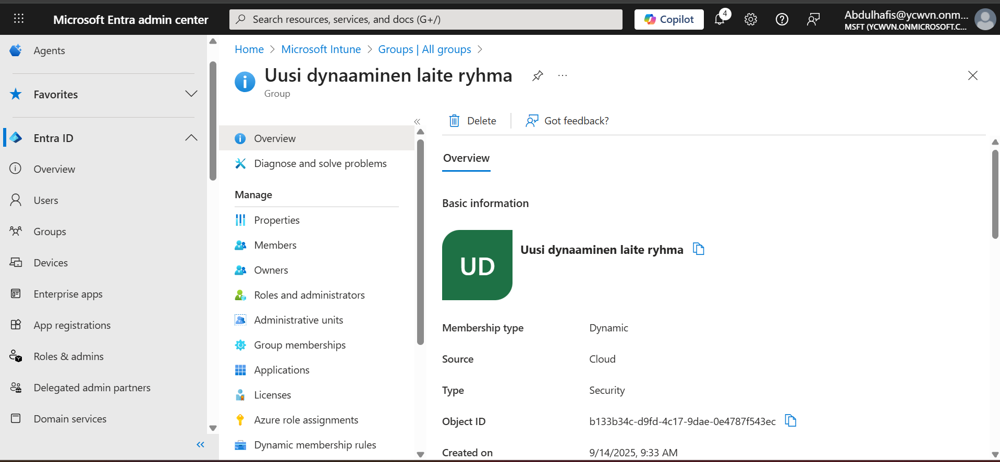 Microsoft Entra admin center
Search resources, services, and docs (G+/)
Copilot
4
Abdulhafis@ycwvn.onm...
MSFT (YCWVN.ONMICROSOFT.C...
Agents
Favorites
Entra ID
Overview
Users
Groups
Devices
Enterprise apps
App registrations
Roles & admins
Delegated admin partners
Domain services
Home > Microsoft Intune > Groups | All groups >
Uusi dynaaminen laite ryhma
Group
Overview
Diagnose and solve problems
Manage
Properties
Members
Owners
Roles and administrators
Administrative units
Group memberships
Applications
Licenses
Azure role assignments
Dynamic membership rules
Delete
Got feedback?
Overview
Basic information
UD
Uusi dynaaminen laite ryhma
Membership type Dynamic
Source Cloud
Type Security
Object ID b133b34c-d9fd-4c17-9dae-0e4787f543ec
Created on 9/14/2025, 9:33 AM